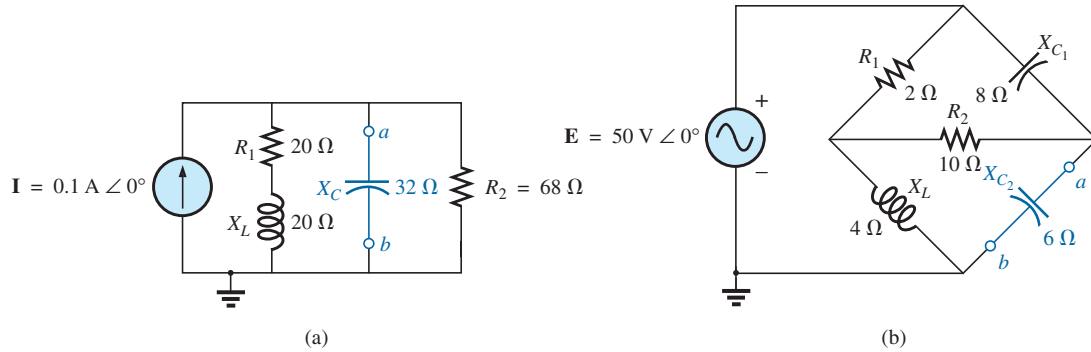 I = 0.1 A ∠ 0°
R1
20 Ω
XL
20 Ω
XC
32 Ω
a
b
R2 = 68 Ω
(a)
E = 50 V ∠ 0°
+
−
R1
2 Ω
XC1
8 Ω
R2
10 Ω
XL
4 Ω
XC2
6 Ω
a
b
(b)